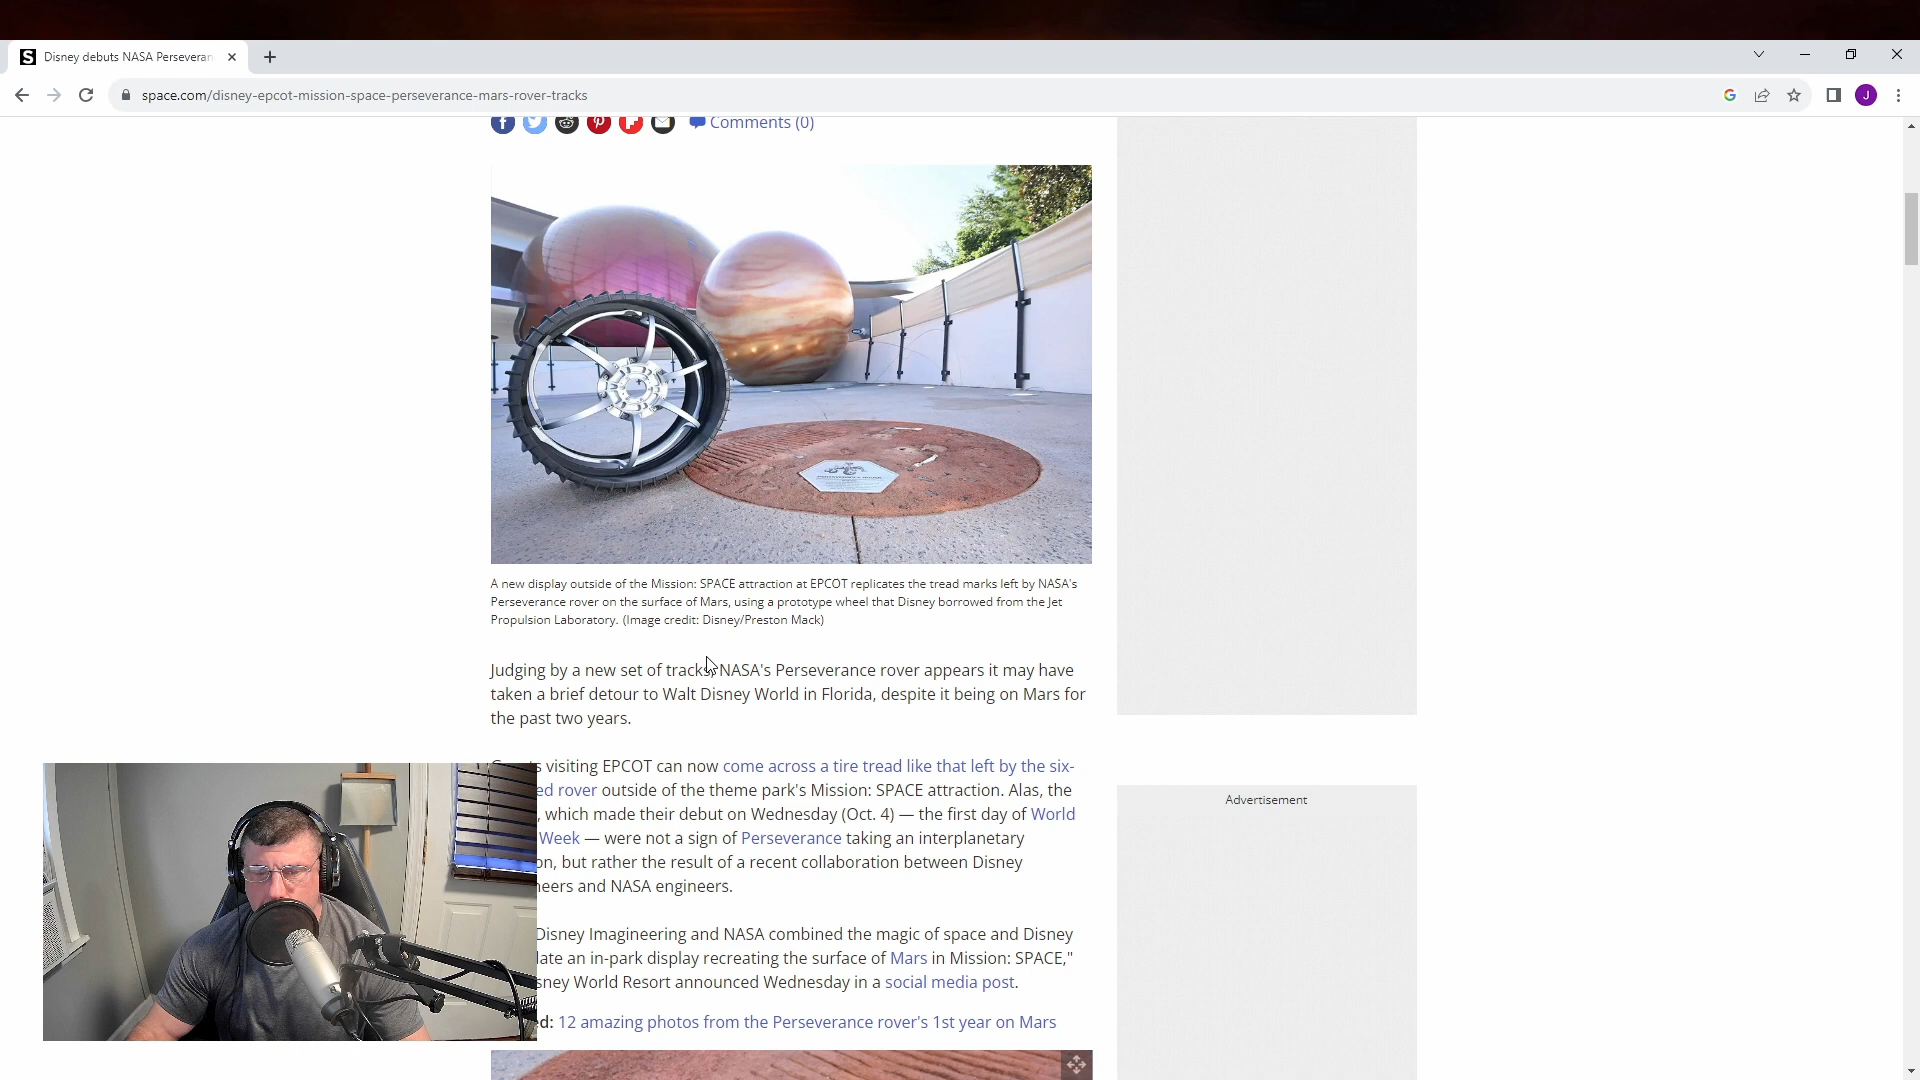 Disney debuts NASA Perseveran
space.com/disney-epcot-mission-space-perseverance-mars-rover-tracks
J
Comments (0)
A new display outside of the Mission: SPACE attraction at EPCOT replicates the tread marks left by NASA's
Perseverance rover on the surface of Mars, using a prototype wheel that Disney borrowed from the Jet
Propulsion Laboratory. (Image credit: Disney/Preston Mack)
Judging by a new set of tracks, NASA's Perseverance rover appears it may have
taken a brief detour to Walt Disney World in Florida, despite it being on Mars for
the past two years.
visiting EPCOT can now come across a tire tread like that left by the six-
ed rover outside of the theme park's Mission: SPACE attraction. Alas, the
, which made their debut on Wednesday (Oct. 4) — the first day of World
Week — were not a sign of Perseverance taking an interplanetary
on, but rather the result of a recent collaboration between Disney
neers and NASA engineers.
Disney Imagineering and NASA combined the magic of space and Disney
ate an in-park display recreating the surface of Mars in Mission: SPACE,"
sney World Resort announced Wednesday in a social media post.
ed: 12 amazing photos from the Perseverance rover's 1st year on Mars
Advertisement